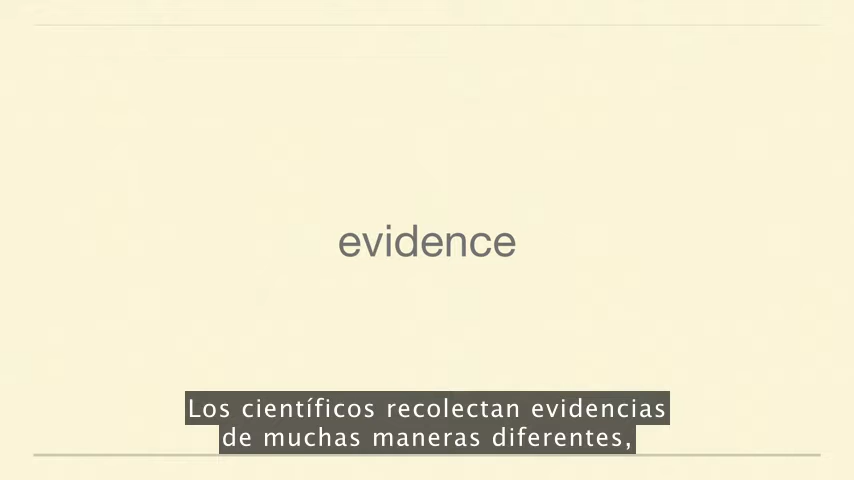 evidence
Los científicos recolectan evidencias
de muchas maneras diferentes,